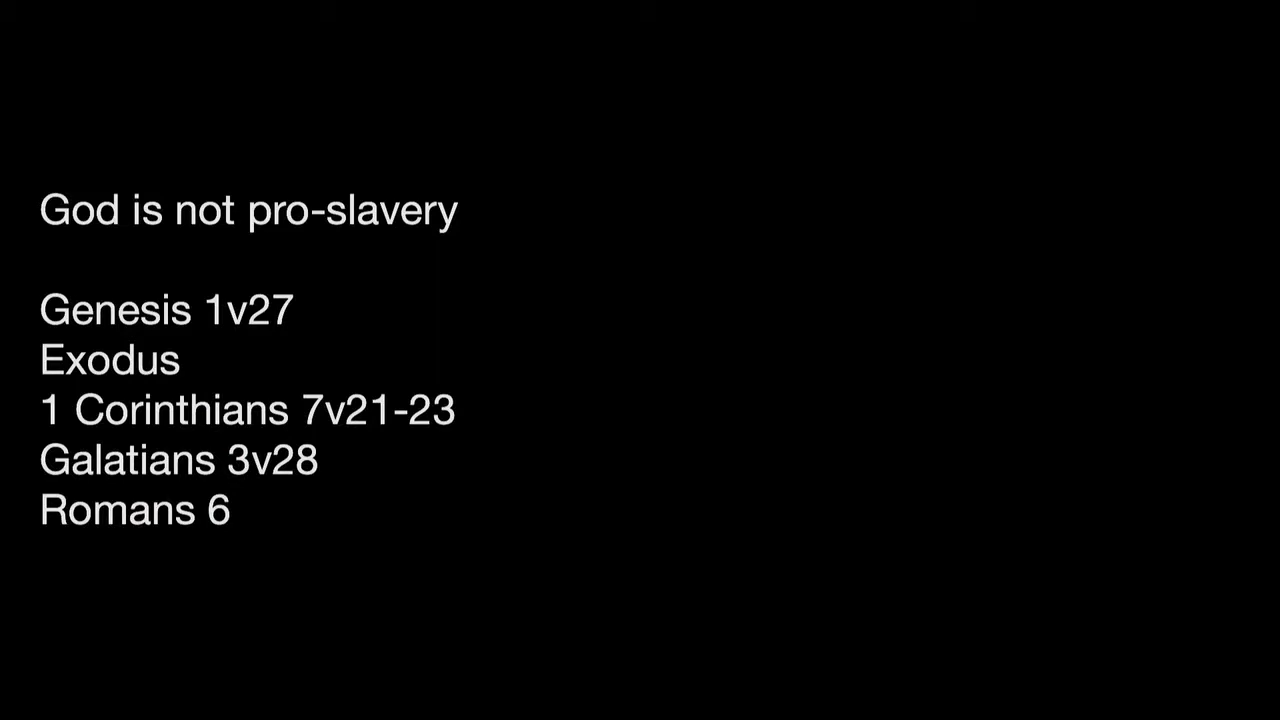 God is not pro-slavery
Genesis 1v27
Exodus
1 Corinthians 7v21-23
Galatians 3v28
Romans 6